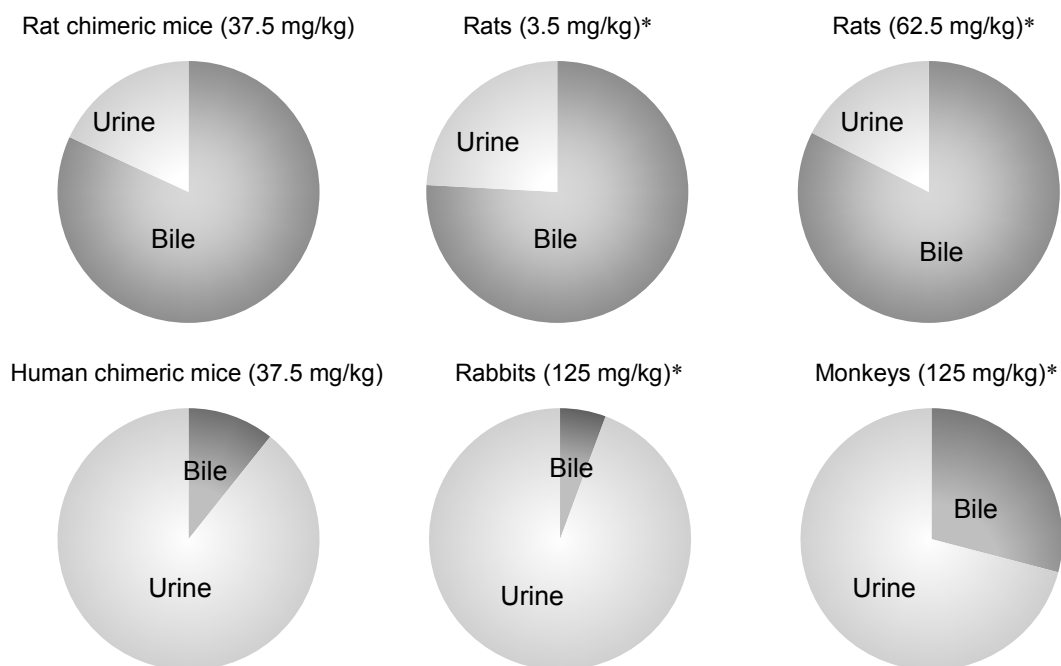 Rat chimeric mice (37.5 mg/kg)
Rats (3.5 mg/kg)*
Rats (62.5 mg/kg)*
Urine
Bile
Urine
Bile
Urine
Bile
Human chimeric mice (37.5 mg/kg)
Rabbits (125 mg/kg)*
Monkeys (125 mg/kg)*
Bile
Urine
Bile
Urine
Bile
Urine